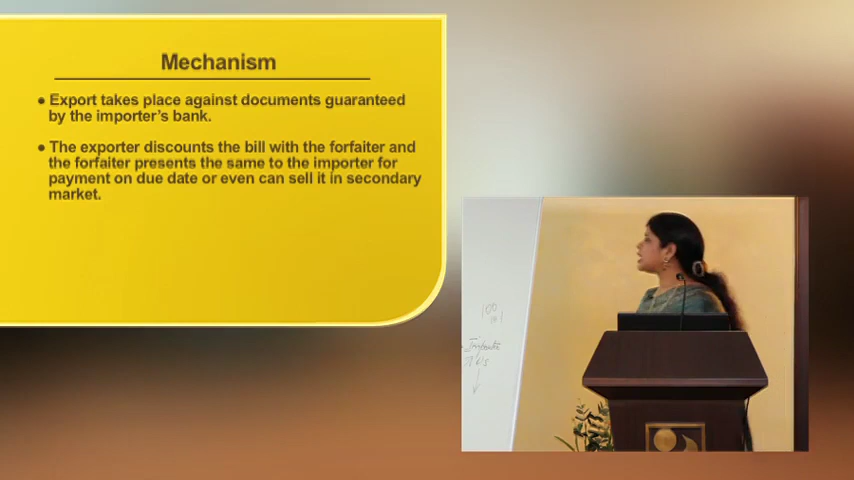 Mechanism
● Export takes place against documents guaranteed
by the importer's bank.
● The exporter discounts the bill with the forfaiter and
the forfaiter presents the same to the importer for
payment on due date or even can sell it in secondary
market.
100